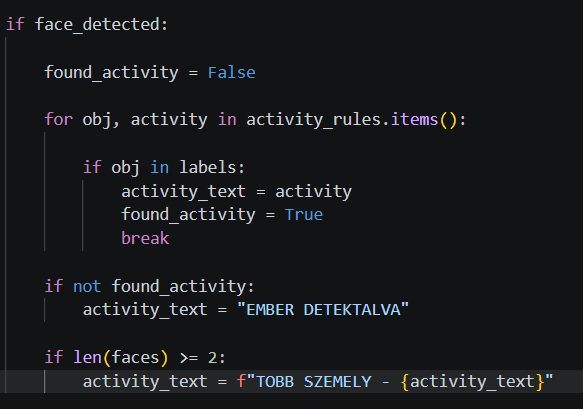 if face_detected:
found_activity = False
for obj, activity in activity_rules.items():
if obj in labels:
activity_text = activity
found_activity = True
break
if not found_activity:
activity_text = "EMBER DETEKTALVA"
if len(faces) >= 2:
activity_text = f"TOBB SZEMELY - {activity_text}"